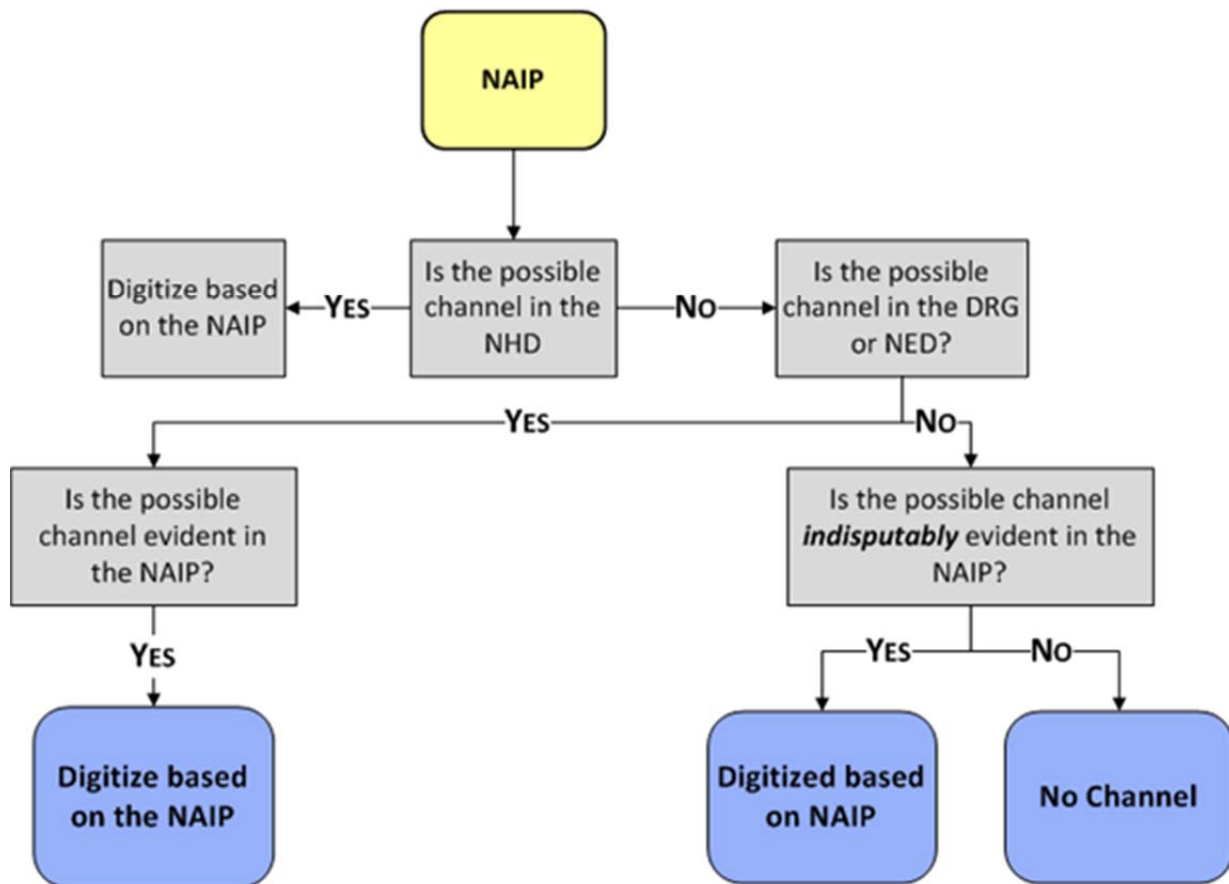 NAIP
Digitize based
on the NAIP
YES
Is the possible
channel in the
NHD
NO
Is the possible
channel in the DRG
or NED?
YES
NO
Is the possible
channel evident in
the NAIP?
Is the possible channel
indisputably evident in the
NAIP?
YES
YES
NO
Digitize based
on the NAIP
Digitized based
on NAIP
No Channel